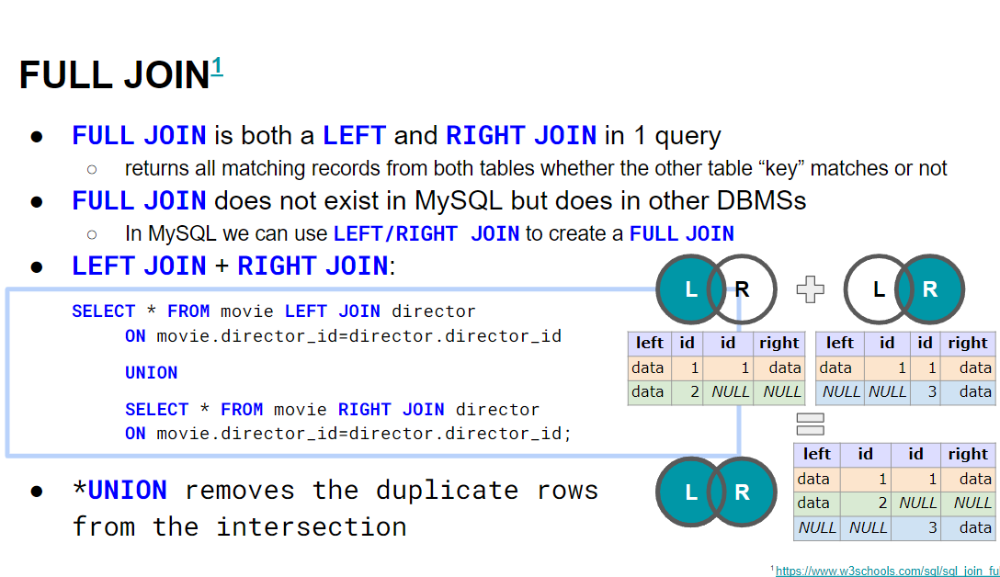 FULL JOIN1
● FULL JOIN is both a LEFT and RIGHT JOIN in 1 query
○ returns all matching records from both tables whether the other table “key” matches or not
● FULL JOIN does not exist in MySQL but does in other DBMSs
○ In MySQL we can use LEFT/RIGHT JOIN to create a FULL JOIN
● LEFT JOIN + RIGHT JOIN:
SELECT * FROM movie LEFT JOIN director
ON movie.director_id=director.director_id
UNION
SELECT * FROM movie RIGHT JOIN director
ON movie.director_id=director.director_id;
● *UNION removes the duplicate rows
from the intersection
L R
left id id right
data 1 1 data
data 2 NULL NULL
L R
left id id right
data 1 1 data
NULL NULL 3 data
L R
left id id right
data 1 1 data
data 2 NULL NULL
NULL NULL 3 data
1 https://www.w3schools.com/sql/sql_join_fu